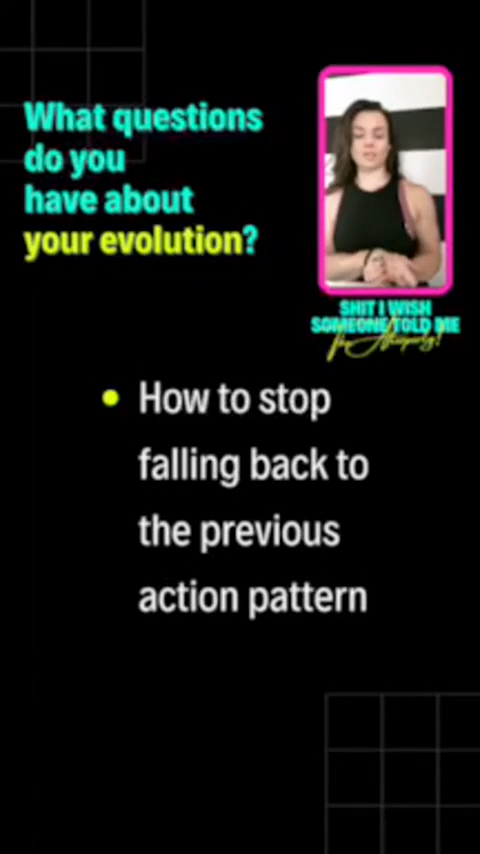 What questions
do you
have about
your evolution?
SHIT I WISH
SOMEONE TOLD ME
How to stop
falling back to
the previous
action pattern